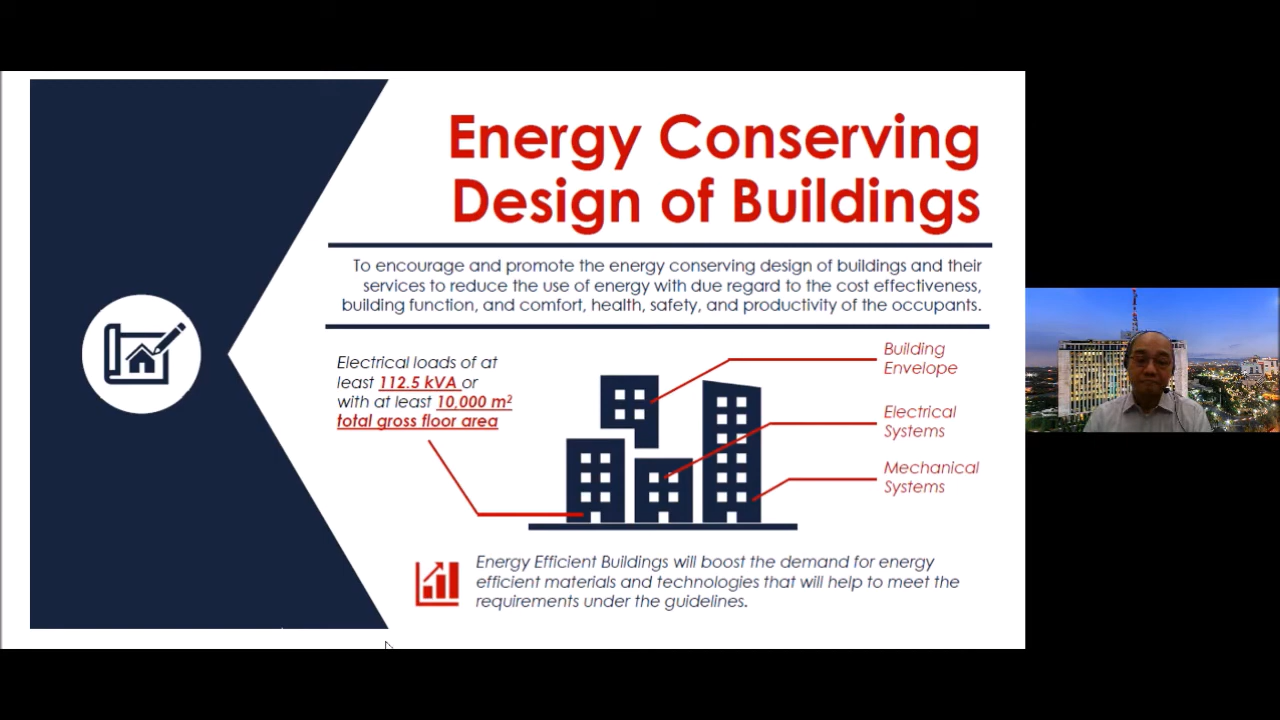 Energy Conserving
Design of Buildings
To encourage and promote the energy conserving design of buildings and their
services to reduce the use of energy with due regard to the cost effectiveness,
building function, and comfort, health, safety, and productivity of the occupants.
Electrical loads of at
least 112.5 kVA or
with at least 10,000 m²
total gross floor area
Building
Envelope
Electrical
Systems
Mechanical
Systems
Energy Efficient Buildings will boost the demand for energy
efficient materials and technologies that will help to meet the
requirements under the guidelines.